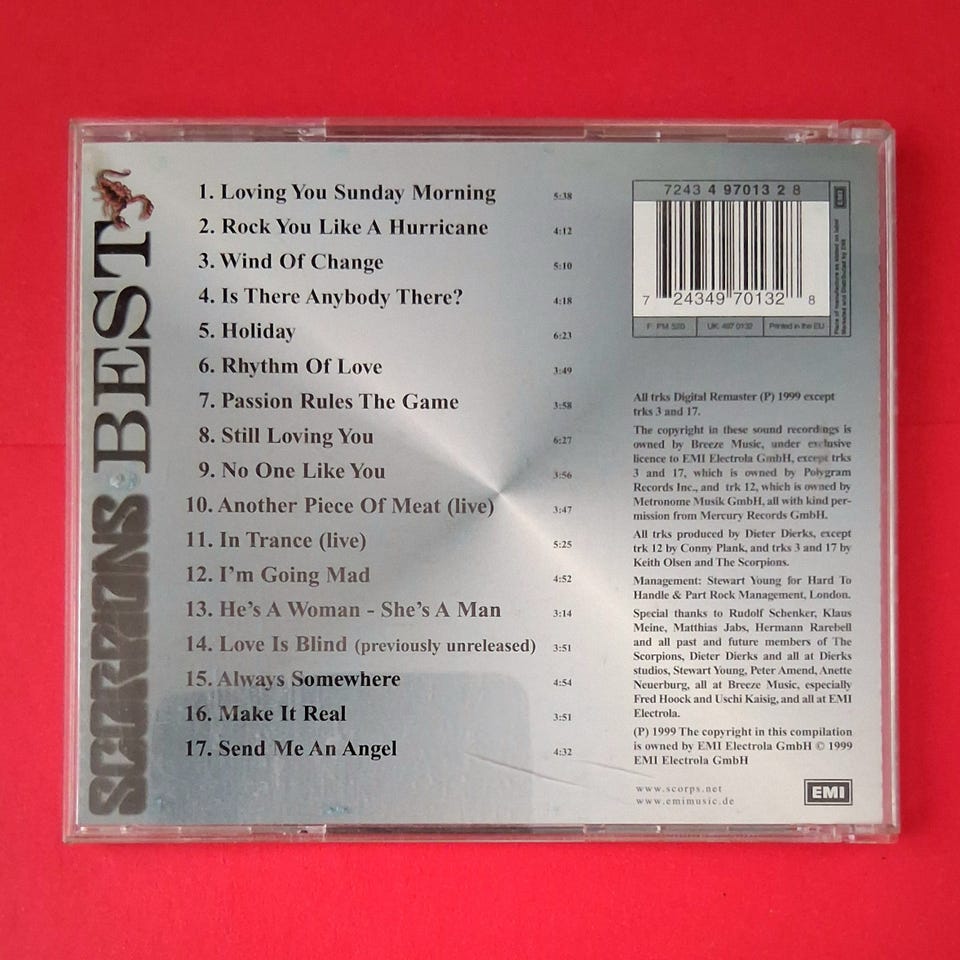 SCORPIONS BEST
1. Loving You Sunday Morning 5:38
2. Rock You Like A Hurricane 4:12
3. Wind Of Change 5:10
4. Is There Anybody There? 4:18
5. Holiday 6:23
6. Rhythm Of Love 3:49
7. Passion Rules The Game 3:58
8. Still Loving You 6:27
9. No One Like You 3:56
10. Another Piece Of Meat (live) 3:47
11. In Trance (live) 5:25
12. I'm Going Mad 4:52
13. He's A Woman - She's A Man 3:14
14. Love Is Blind (previously unreleased) 3:51
15. Always Somewhere 4:54
16. Make It Real 3:51
17. Send Me An Angel 4:32
7243 4 97013 2 8
7 24349 70132 8
F: PM 520 UK: 497 0132 Printed in the EU
EMI
Place of manufacture as stated on label
Marketed and Distributed by EMI
All trks Digital Remaster (P) 1999 except
trks 3 and 17.
The copyright in these sound recordings is
owned by Breeze Music, under exclusive
licence to EMI Electrola GmbH, except trks
3 and 17, which is owned by Polygram
Records Inc., and trk 12, which is owned by
Metronome Musik GmbH, all with kind per-
mission from Mercury Records GmbH.
All trks produced by Dieter Dierks, except
trk 12 by Conny Plank, and trks 3 and 17 by
Keith Olsen and The Scorpions.
Management: Stewart Young for Hard To
Handle & Part Rock Management, London.
Special thanks to Rudolf Schenker, Klaus
Meine, Matthias Jabs, Hermann Rarebell
and all past and future members of The
Scorpions, Dieter Dierks and all at Dierks
studios, Stewart Young, Peter Amend, Anette
Neuerburg, all at Breeze Music, especially
Fred Hoock and Uschi Kaisig, and all at EMI
Electrola.
(P) 1999 The copyright in this compilation
is owned by EMI Electrola GmbH © 1999
EMI Electrola GmbH
www.scorps.net
www.emimusic.de
EMI